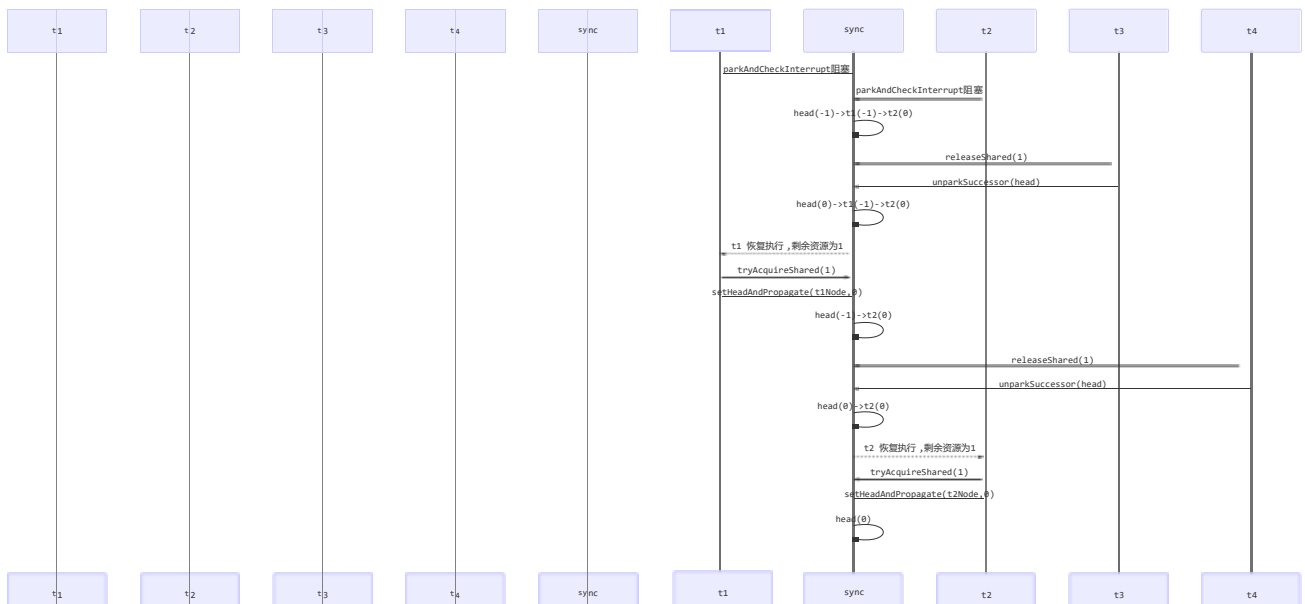 t1
t2
t3
t4
sync
t1
sync
t2
t3
t4
parkAndCheckInterrupt阻塞
parkAndCheckInterrupt阻塞
head(-1)->t1(-1)->t2(0)
releaseShared(1)
unparkSuccessor(head)
head(0)->t1(-1)->t2(0)
t1 恢复执行 ,剩余资源为1
tryAcquireShared(1)
setHeadAndPropagate(t1Node,0)
head(-1)->t2(0)
releaseShared(1)
unparkSuccessor(head)
head(0)->t2(0)
t2 恢复执行 ,剩余资源为1
tryAcquireShared(1)
setHeadAndPropagate(t2Node,0)
head(0)
t1
t2
t3
t4
sync
t1
sync
t2
t3
t4